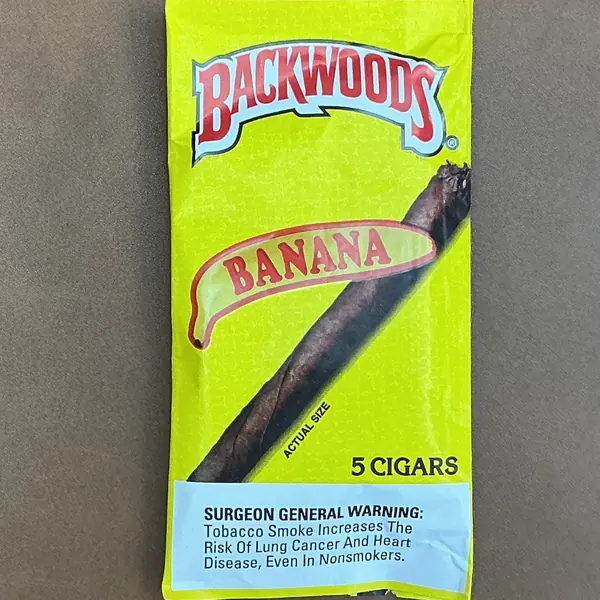 BACKWOODS®
BANANA
ACTUAL SIZE
5 CIGARS
SURGEON GENERAL WARNING:
Tobacco Smoke Increases The
Risk Of Lung Cancer And Heart
Disease, Even In Nonsmokers.